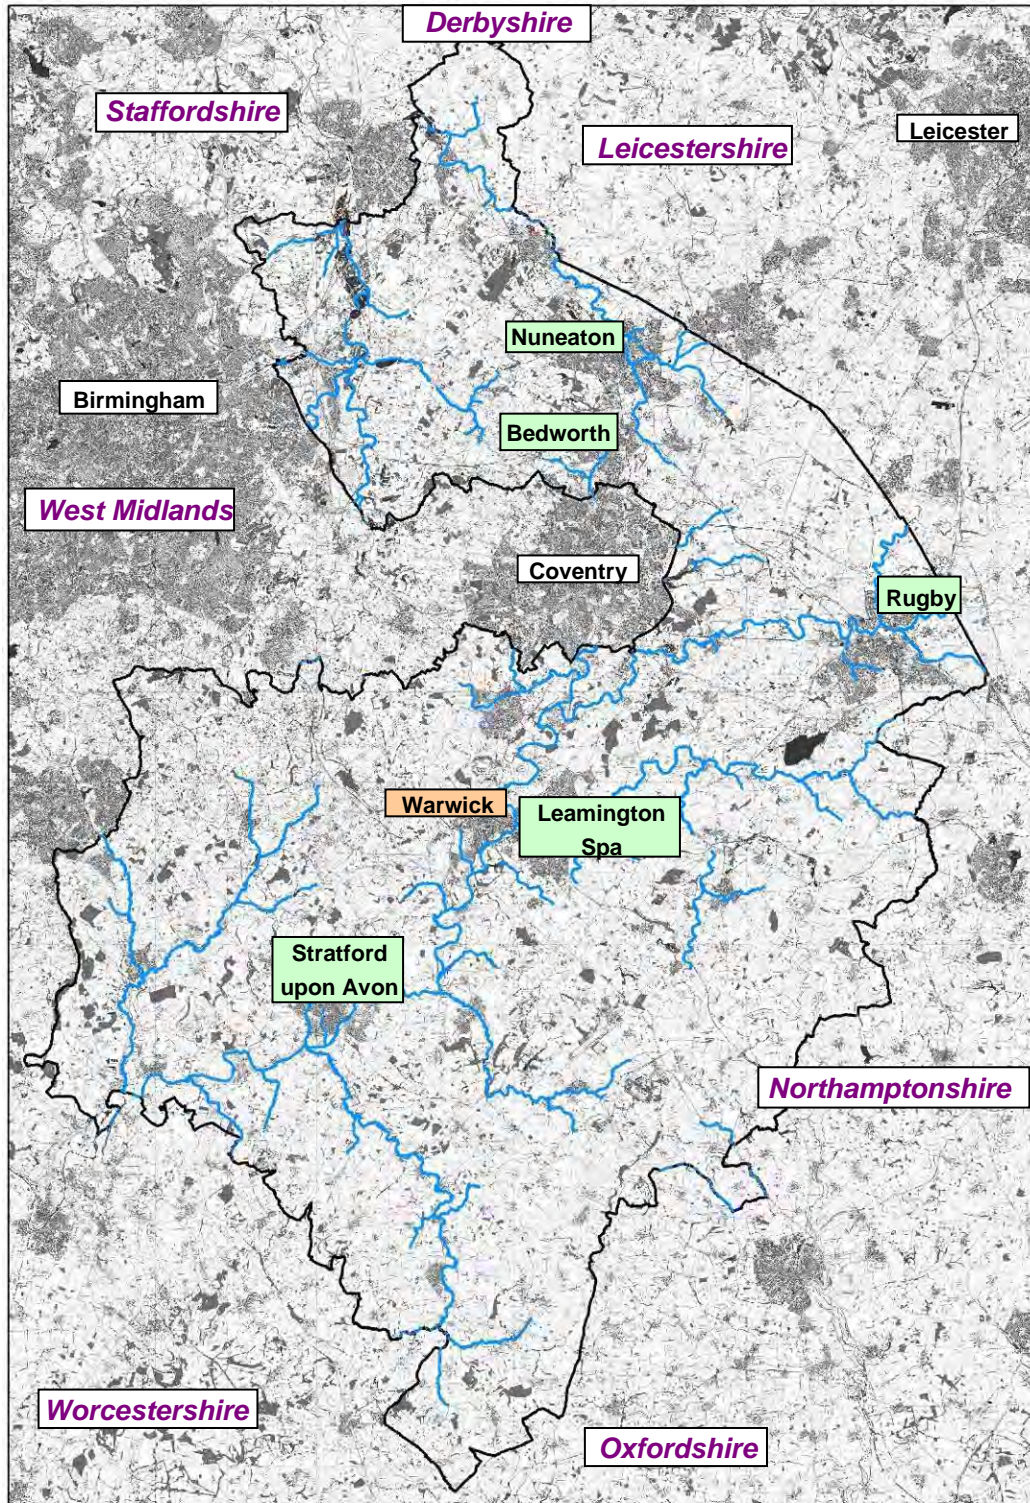 Derbyshire
Staffordshire
Leicester
Leicestershire
Nuneaton
Birmingham
Bedworth
West Midlands
Coventry
Rugby
Warwick
Leamington
Spa
Stratford
upon Avon
Northamptonshire
Worcestershire
Oxfordshire